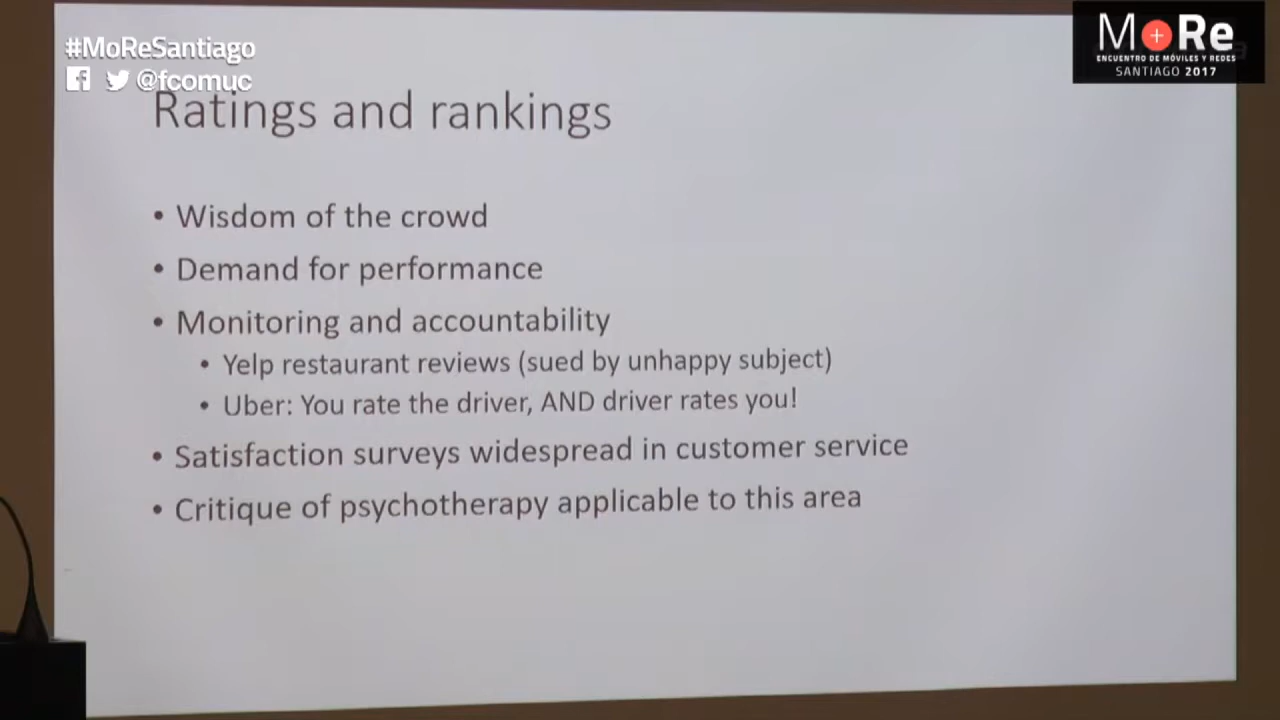 #MoReSantiago
@fcomuc
MoRe
ENCUENTRO DE MÓVILES Y REDES
SANTIAGO 2017
Ratings and rankings
• Wisdom of the crowd
• Demand for performance
• Monitoring and accountability
• Yelp restaurant reviews (sued by unhappy subject)
• Uber: You rate the driver, AND driver rates you!
• Satisfaction surveys widespread in customer service
• Critique of psychotherapy applicable to this area